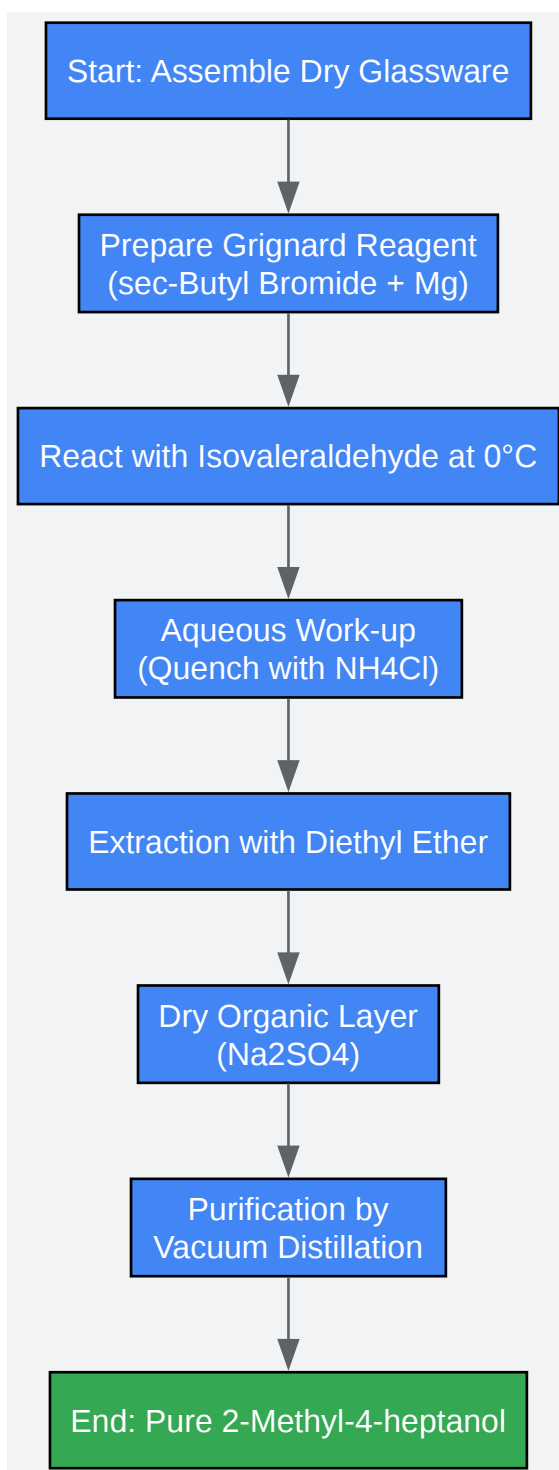 Start: Assemble Dry Glassware
Prepare Grignard Reagent
(sec-Butyl Bromide + Mg)
React with Isovaleraldehyde at 0°C
Aqueous Work-up
(Quench with NH4Cl)
Extraction with Diethyl Ether
Dry Organic Layer
(Na2SO4)
Purification by
Vacuum Distillation
End: Pure 2-Methyl-4-heptanol